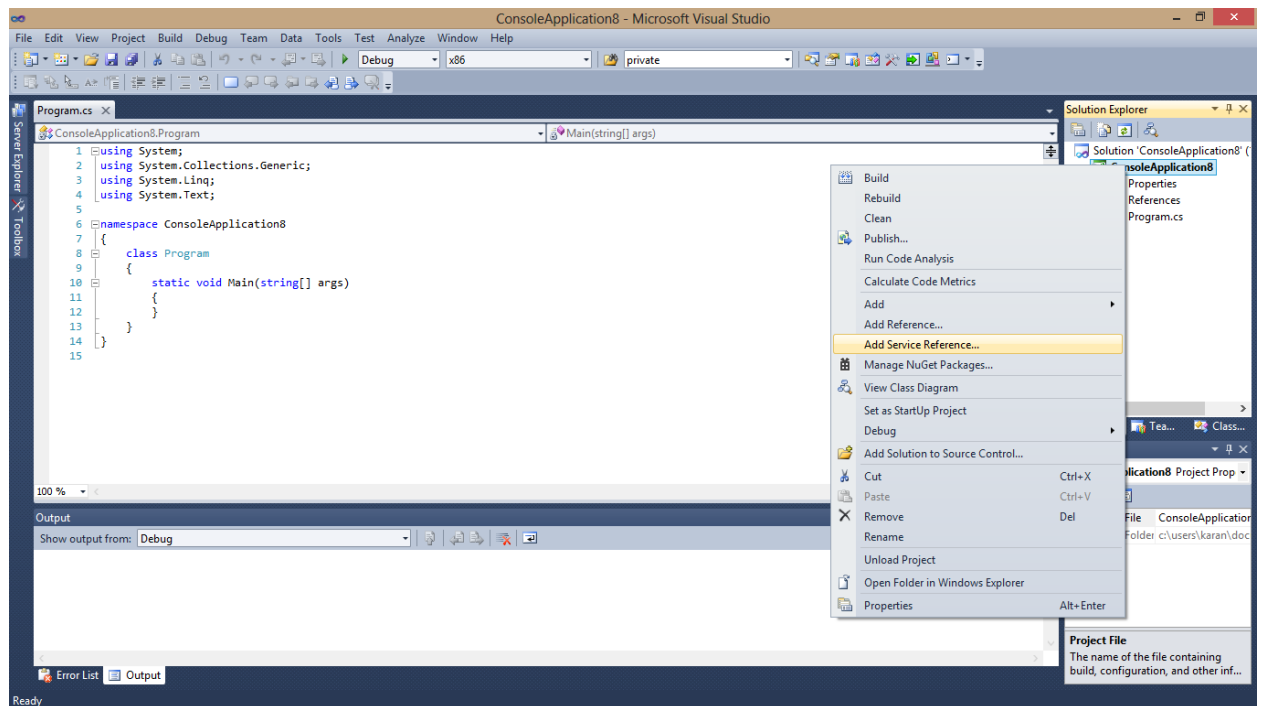 ConsoleApplication8 - Microsoft Visual Studio
File Edit View Project Build Debug Team Data Tools Test Analyze Window Help
Debug x86 private
Program.cs
ConsoleApplication8.Program Main(string[] args)
Server Explorer
Toolbox
1 using System;
2 using System.Collections.Generic;
3 using System.Linq;
4 using System.Text;
5
6 namespace ConsoleApplication8
7 {
8 class Program
9 {
10 static void Main(string[] args)
11 {
12 }
13 }
14 }
15
100 %
Build
Rebuild
Clean
Publish...
Run Code Analysis
Calculate Code Metrics
Add
Add Reference...
Add Service Reference...
Manage NuGet Packages...
View Class Diagram
Set as StartUp Project
Debug
Add Solution to Source Control...
Cut Ctrl+X
Paste Ctrl+V
Remove Del
Rename
Unload Project
Open Folder in Windows Explorer
Properties Alt+Enter
Solution Explorer
Solution 'ConsoleApplication8' (
nsoleApplication8
Properties
References
Program.cs
Tea... Class...
lication8 Project Prop
File ConsoleApplication
Folder c:\users\karan\doc
Project File
The name of the file containing
build, configuration, and other inf...
Output
Show output from: Debug
Error List Output
Ready